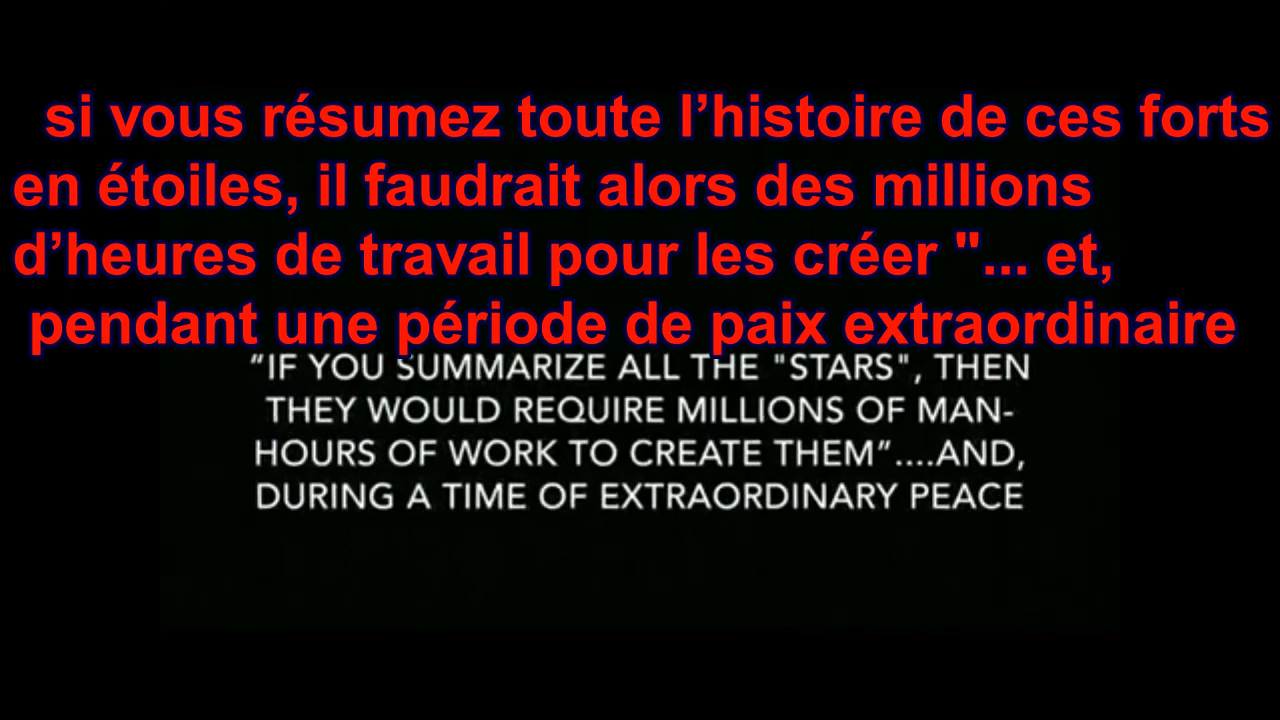 si vous résumez toute l’histoire de ces forts
en étoiles, il faudrait alors des millions
d’heures de travail pour les créer "... et,
pendant une période de paix extraordinaire
“IF YOU SUMMARIZE ALL THE "STARS", THEN
THEY WOULD REQUIRE MILLIONS OF MAN-
HOURS OF WORK TO CREATE THEM”....AND,
DURING A TIME OF EXTRAORDINARY PEACE